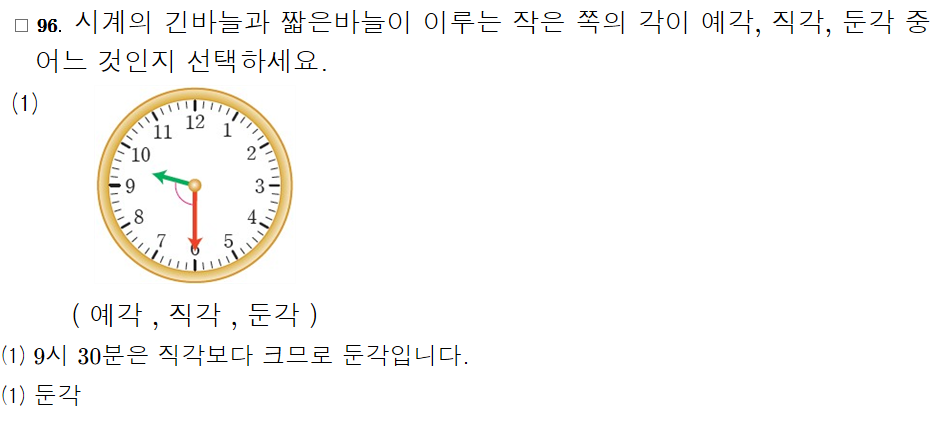 □ 96. 시계의 긴바늘과 짧은바늘이 이루는 작은 쪽의 각이 예각, 직각, 둔각 중
어느 것인지 선택하세요.
(1)
12
11 1
10 2
9 3
8 4
7 5
6
( 예각 , 직각 , 둔각 )
(1) 9시 30분은 직각보다 크므로 둔각입니다.
(1) 둔각